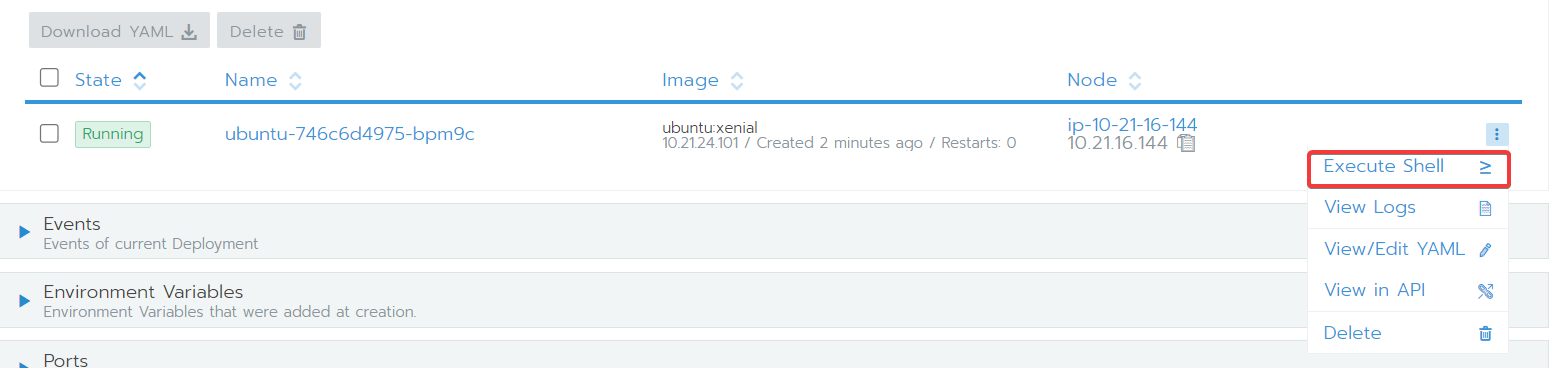 Download YAML Delete
State Name Image Node
Running ubuntu-746c6d4975-bpm9c ubuntu:xenial ip-10-21-16-144
10.21.24.101 / Created 2 minutes ago / Restarts: 0 10.21.16.144
Execute Shell
View Logs
View/Edit YAML
View in API
Delete
Events
Events of current Deployment
Environment Variables
Environment Variables that were added at creation.
Ports